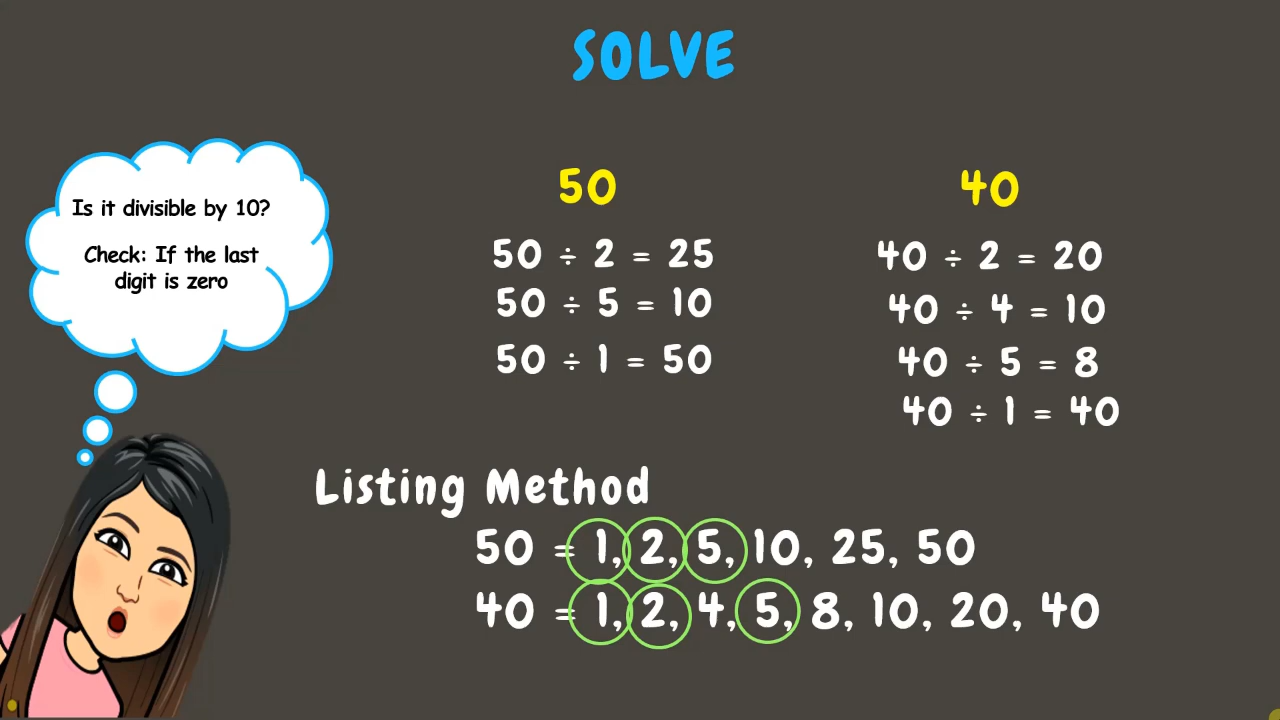 SOLVE
Is it divisible by 10?
Check: If the last
digit is zero
50
50 ÷ 2 = 25
50 ÷ 5 = 10
50 ÷ 1 = 50
40
40 ÷ 2 = 20
40 ÷ 4 = 10
40 ÷ 5 = 8
40 ÷ 1 = 40
Listing Method
50 = 1, 2, 5, 10, 25, 50
40 = 1, 2, 4, 5, 8, 10, 20, 40